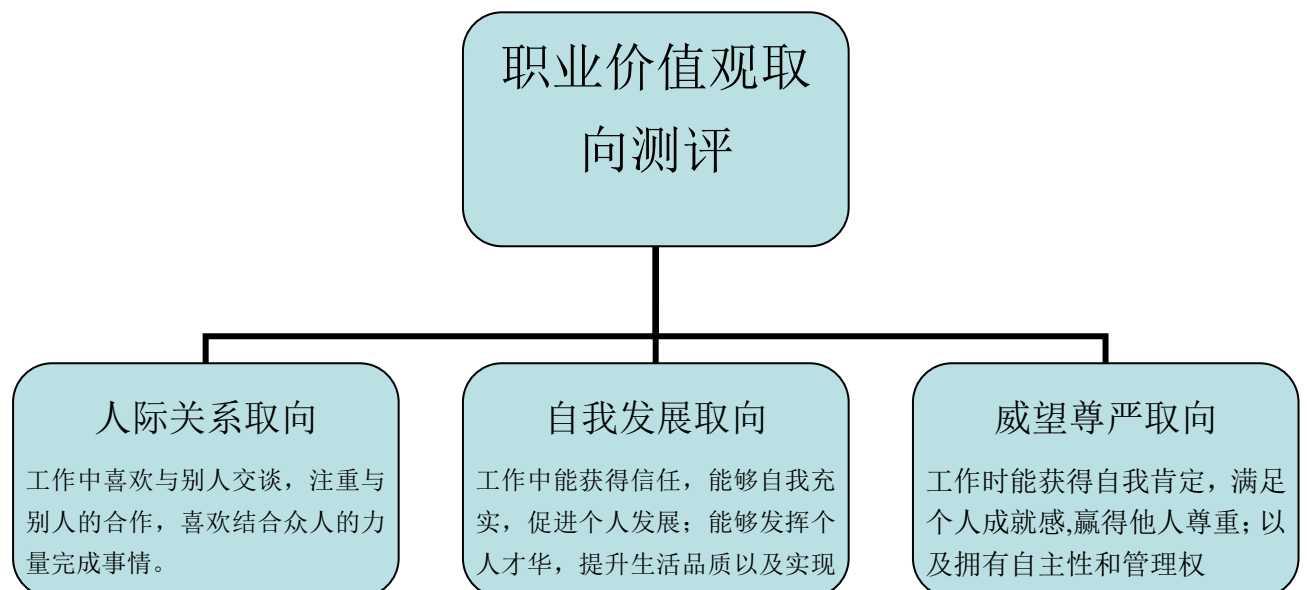 职业价值观取
向测评
人际关系取向
工作中喜欢与别人交谈，注重与
别人的合作，喜欢结合众人的力
量完成事情。
自我发展取向
工作中能获得信任，能够自我充
实，促进个人发展；能够发挥个
人才华，提升生活品质以及实现
威望尊严取向
工作时能获得自我肯定，满足
个人成就感,赢得他人尊重；以
及拥有自主性和管理权